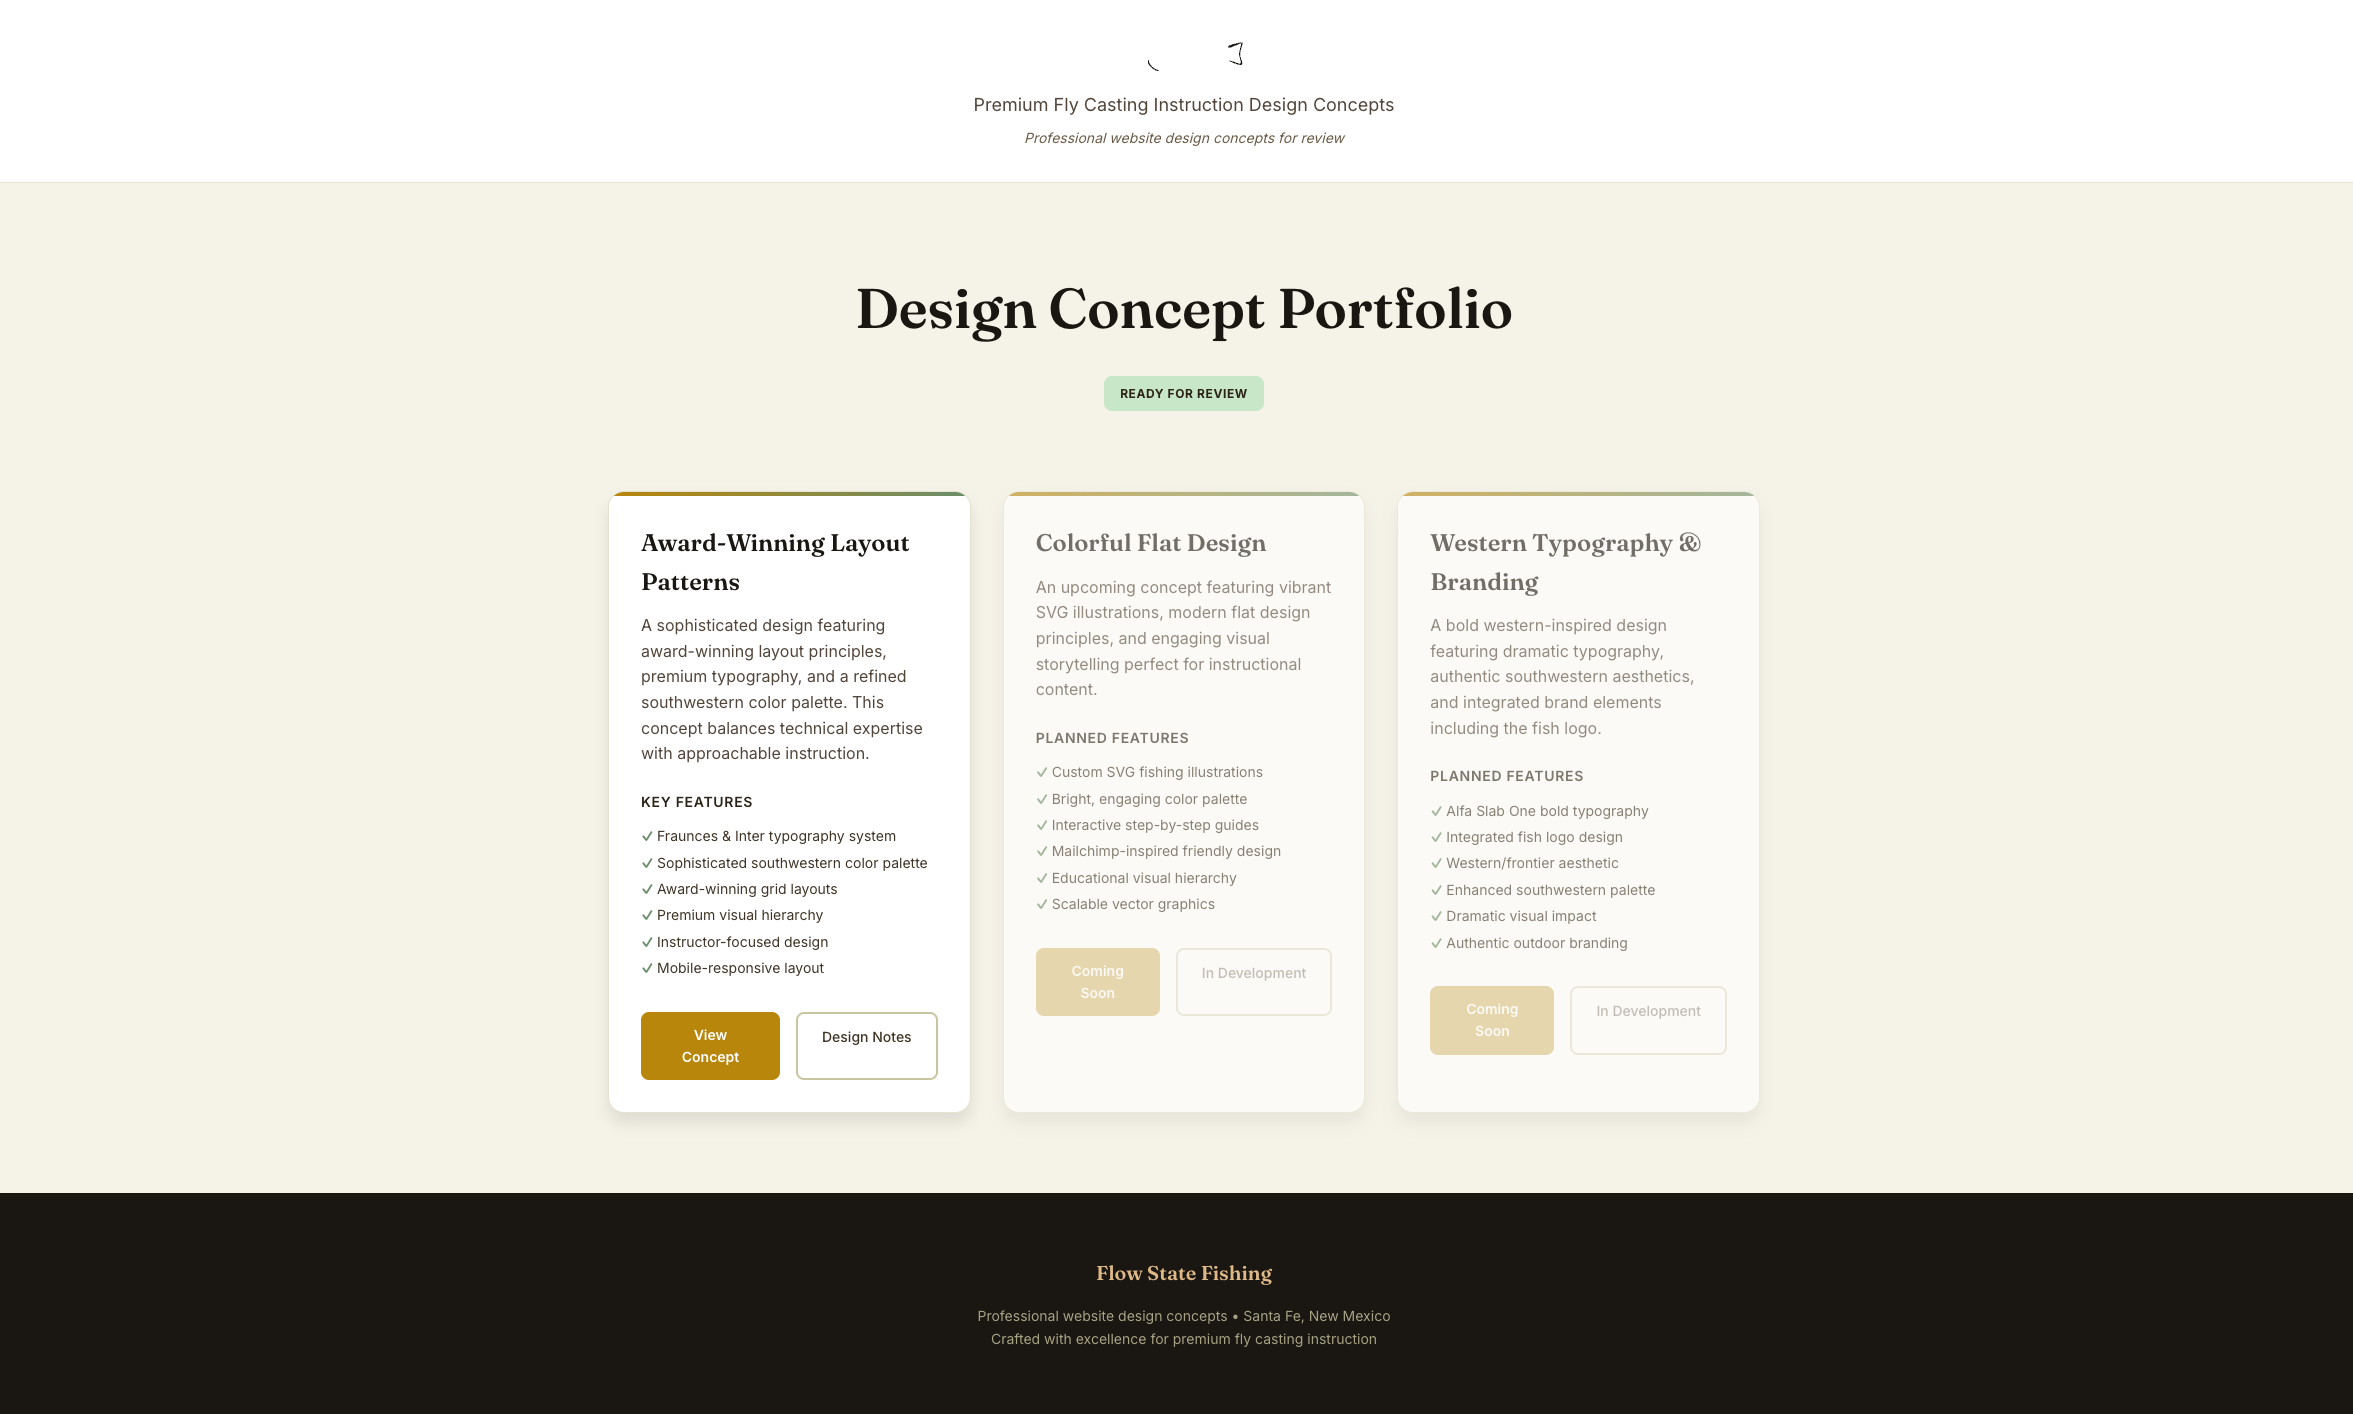 Premium Fly Casting Instruction Design Concepts
Professional website design concepts for review
Design Concept Portfolio
READY FOR REVIEW
Award-Winning Layout
Patterns
A sophisticated design featuring
award-winning layout principles,
premium typography, and a refined
southwestern color palette. This
concept balances technical expertise
with approachable instruction.
KEY FEATURES
✓ Fraunces & Inter typography system
✓ Sophisticated southwestern color palette
✓ Award-winning grid layouts
✓ Premium visual hierarchy
✓ Instructor-focused design
✓ Mobile-responsive layout
View
Concept
Design Notes
Colorful Flat Design
An upcoming concept featuring vibrant
SVG illustrations, modern flat design
principles, and engaging visual
storytelling perfect for instructional
content.
PLANNED FEATURES
✓ Custom SVG fishing illustrations
✓ Bright, engaging color palette
✓ Interactive step-by-step guides
✓ Mailchimp-inspired friendly design
✓ Educational visual hierarchy
✓ Scalable vector graphics
Coming
Soon
In Development
Western Typography &
Branding
A bold western-inspired design
featuring dramatic typography,
authentic southwestern aesthetics,
and integrated brand elements
including the fish logo.
PLANNED FEATURES
✓ Alfa Slab One bold typography
✓ Integrated fish logo design
✓ Western/frontier aesthetic
✓ Enhanced southwestern palette
✓ Dramatic visual impact
✓ Authentic outdoor branding
Coming
Soon
In Development
Flow State Fishing
Professional website design concepts • Santa Fe, New Mexico
Crafted with excellence for premium fly casting instruction